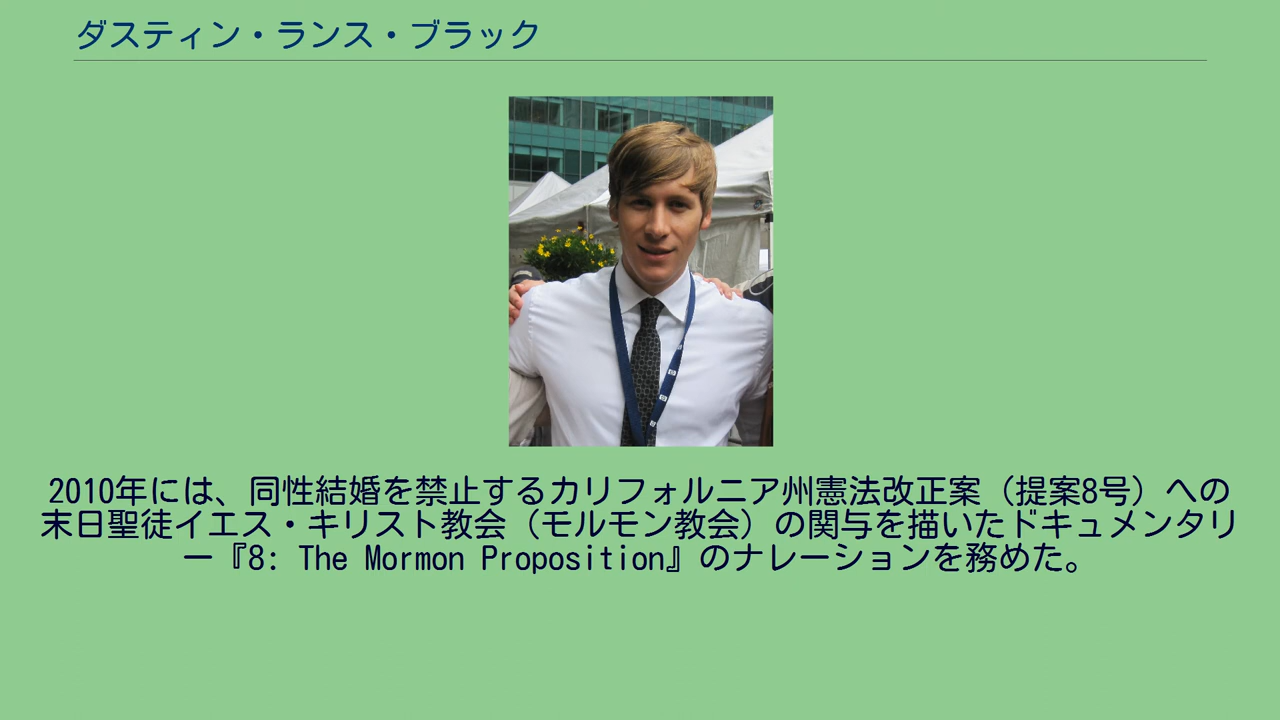 ダスティン・ランス・ブラック
2010年には、同性結婚を禁止するカリフォルニア州憲法改正案（提案8号）への
末日聖徒イエス・キリスト教会（モルモン教会）の関与を描いたドキュメンタリ
ー『8: The Mormon Proposition』のナレーションを務めた。